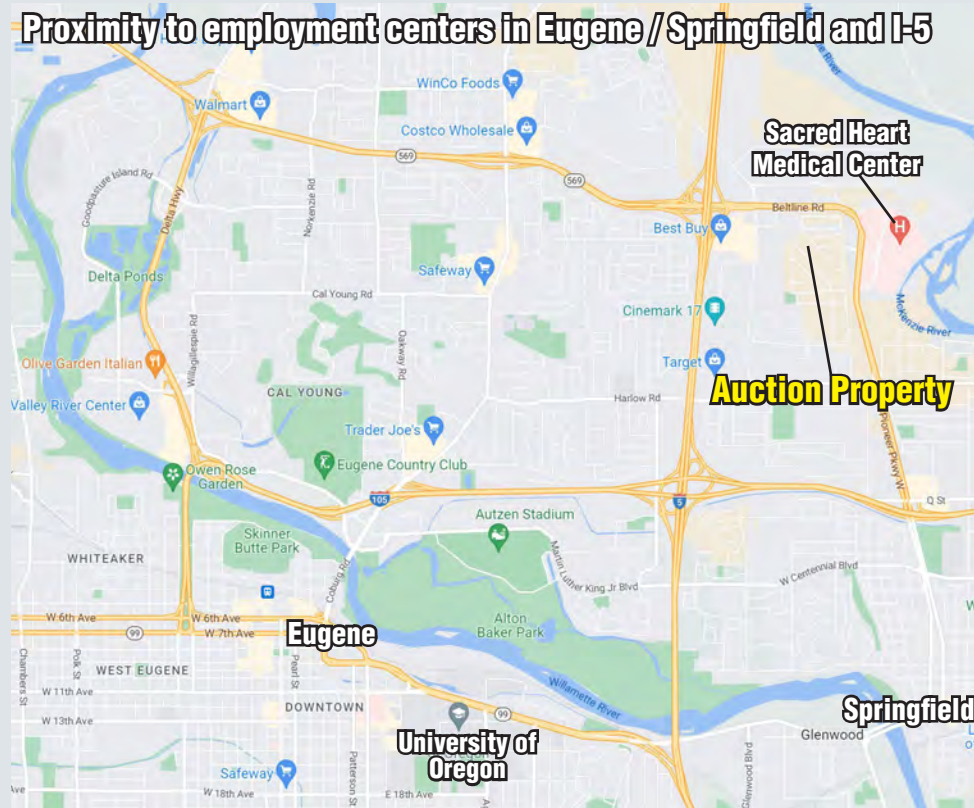 Proximity to employment centers in Eugene / Springfield and I-5
WinCo Foods
Walmart
Costco Wholesale
Sacred Heart
Medical Center
569
569
Goodpasture Island Rd
Delta Hwy
Norkenzie Rd
Beltline Rd
H
Best Buy
Delta Ponds
Safeway
Cal Young Rd
McKenzie River
Cinemark 17
Willagillespie Rd
Oakway Rd
Olive Garden Italian
Target
Auction Property
CAL YOUNG
Harlow Rd
Valley River Center
Trader Joe's
Pioneer Pkwy W
Eugene Country Club
Owen Rose
Garden
105
5
Q St
Autzen Stadium
Skinner
Butte Park
WHITEAKER
Coburg Rd
Martin Luther King Jr Blvd
W Centennial Blvd
W 6th Ave
W 6th Ave
99
W 7th Ave
Eugene
Alton
Baker Park
Chambers St
Polk St
WEST EUGENE
Pearl St
W 11th Ave
Willamette River
DOWNTOWN
99
W 13th Ave
Springfield
Glenwood
University of
Oregon
Glenwood Blvd
Safeway
Patterson St
W 18th Ave
E 18th Ave